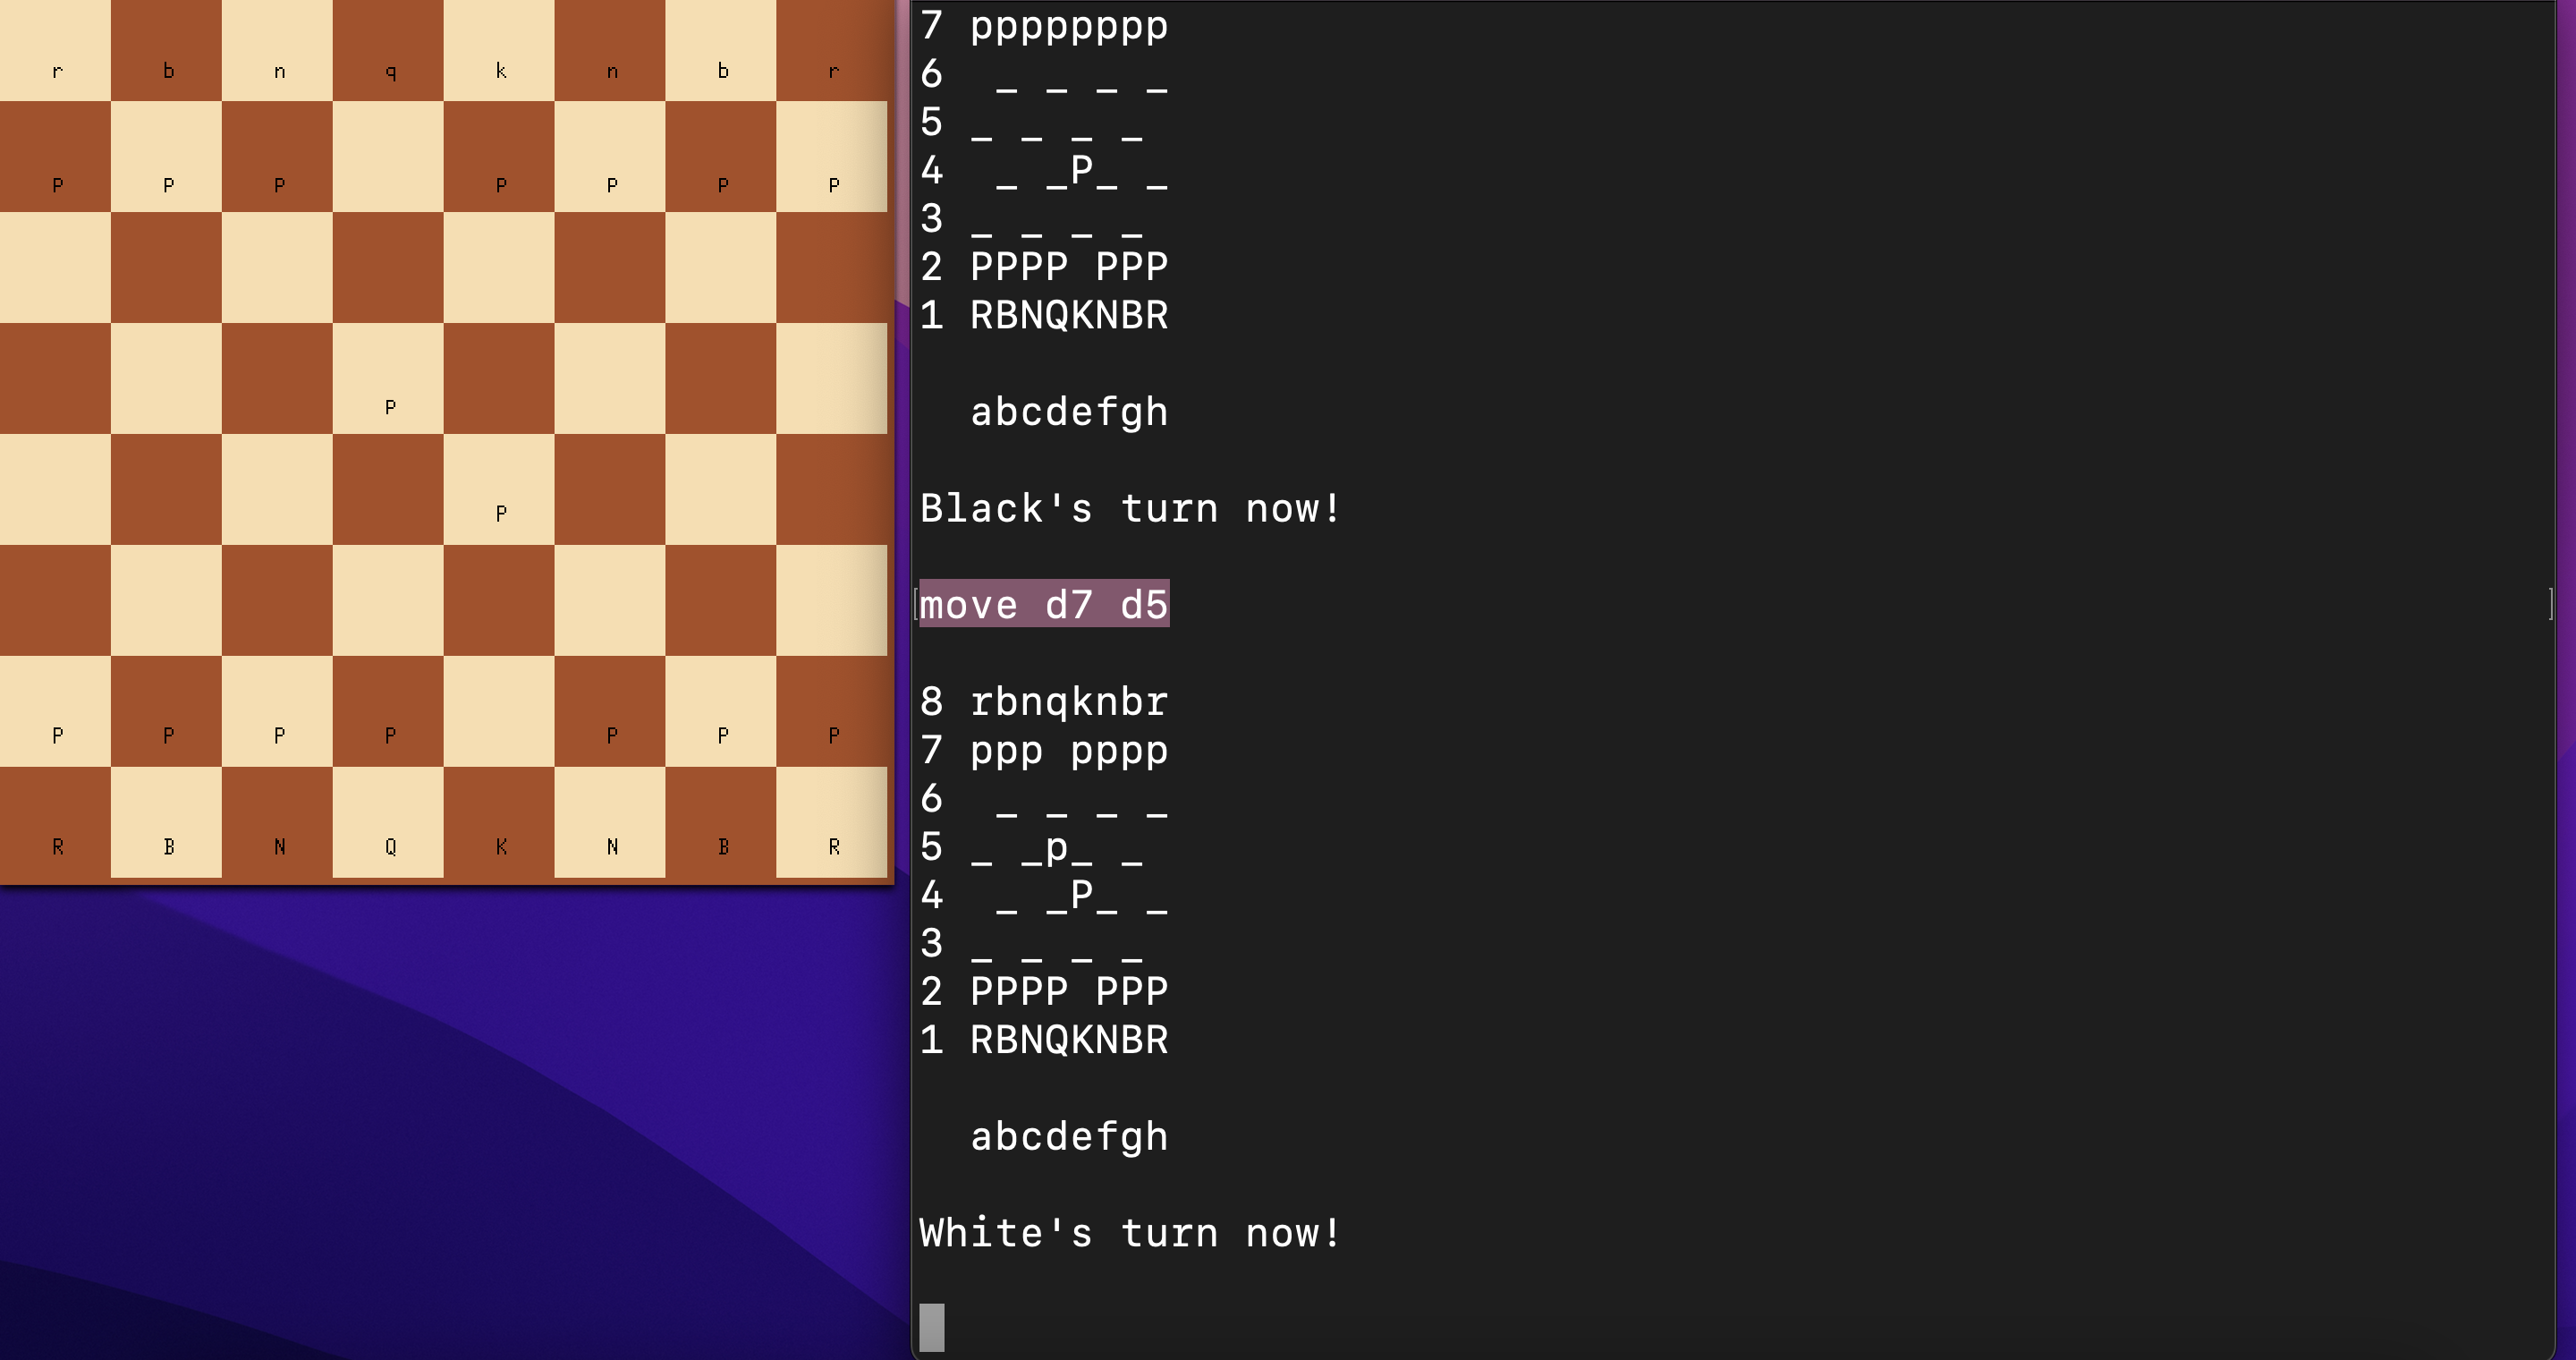 r b n q k n b r
p p p p p p p
p
P
P P P P P P P
R B N Q K N B R
7 pppppppp
6  _ _ _ _
5 _ _ _ _
4  _ _P_ _
3 _ _ _ _
2 PPPP PPP
1 RBNQKNBR
abcdefgh
Black's turn now!
[move d7 d5]
8 rbnqknbr
7 ppp pppp
6  _ _ _ _
5 _ _p_ _
4  _ _P_ _
3 _ _ _ _
2 PPPP PPP
1 RBNQKNBR
abcdefgh
White's turn now!